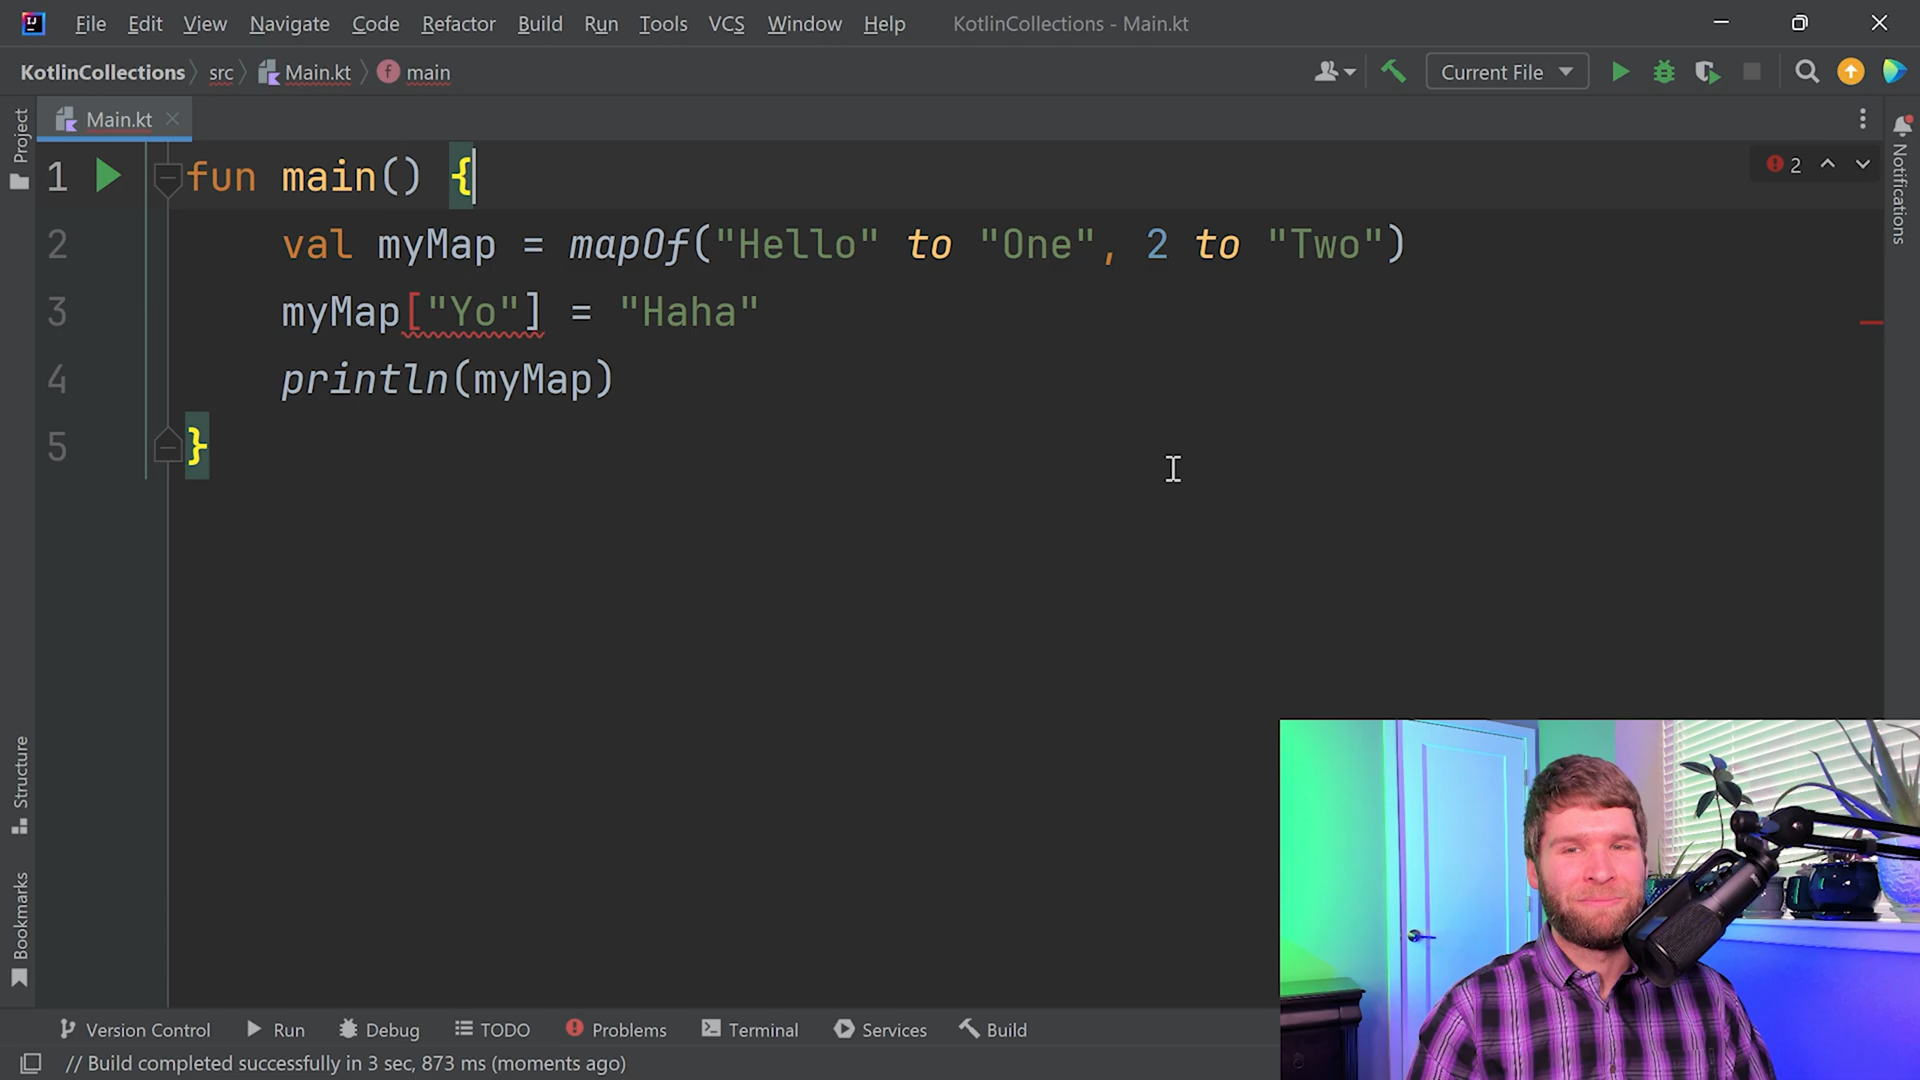 IJ File Edit View Navigate Code Refactor Build Run Tools VCS Window Help KotlinCollections - Main.kt
KotlinCollections src Main.kt f main Current File
Project
Main.kt
Notifications
1 fun main() { 2
2 val myMap = mapOf("Hello" to "One", 2 to "Two")
3 myMap["Yo"] = "Haha"
4 println(myMap)
5 }
Structure
Bookmarks
Version Control Run Debug TODO Problems Terminal Services Build
// Build completed successfully in 3 sec, 873 ms (moments ago)